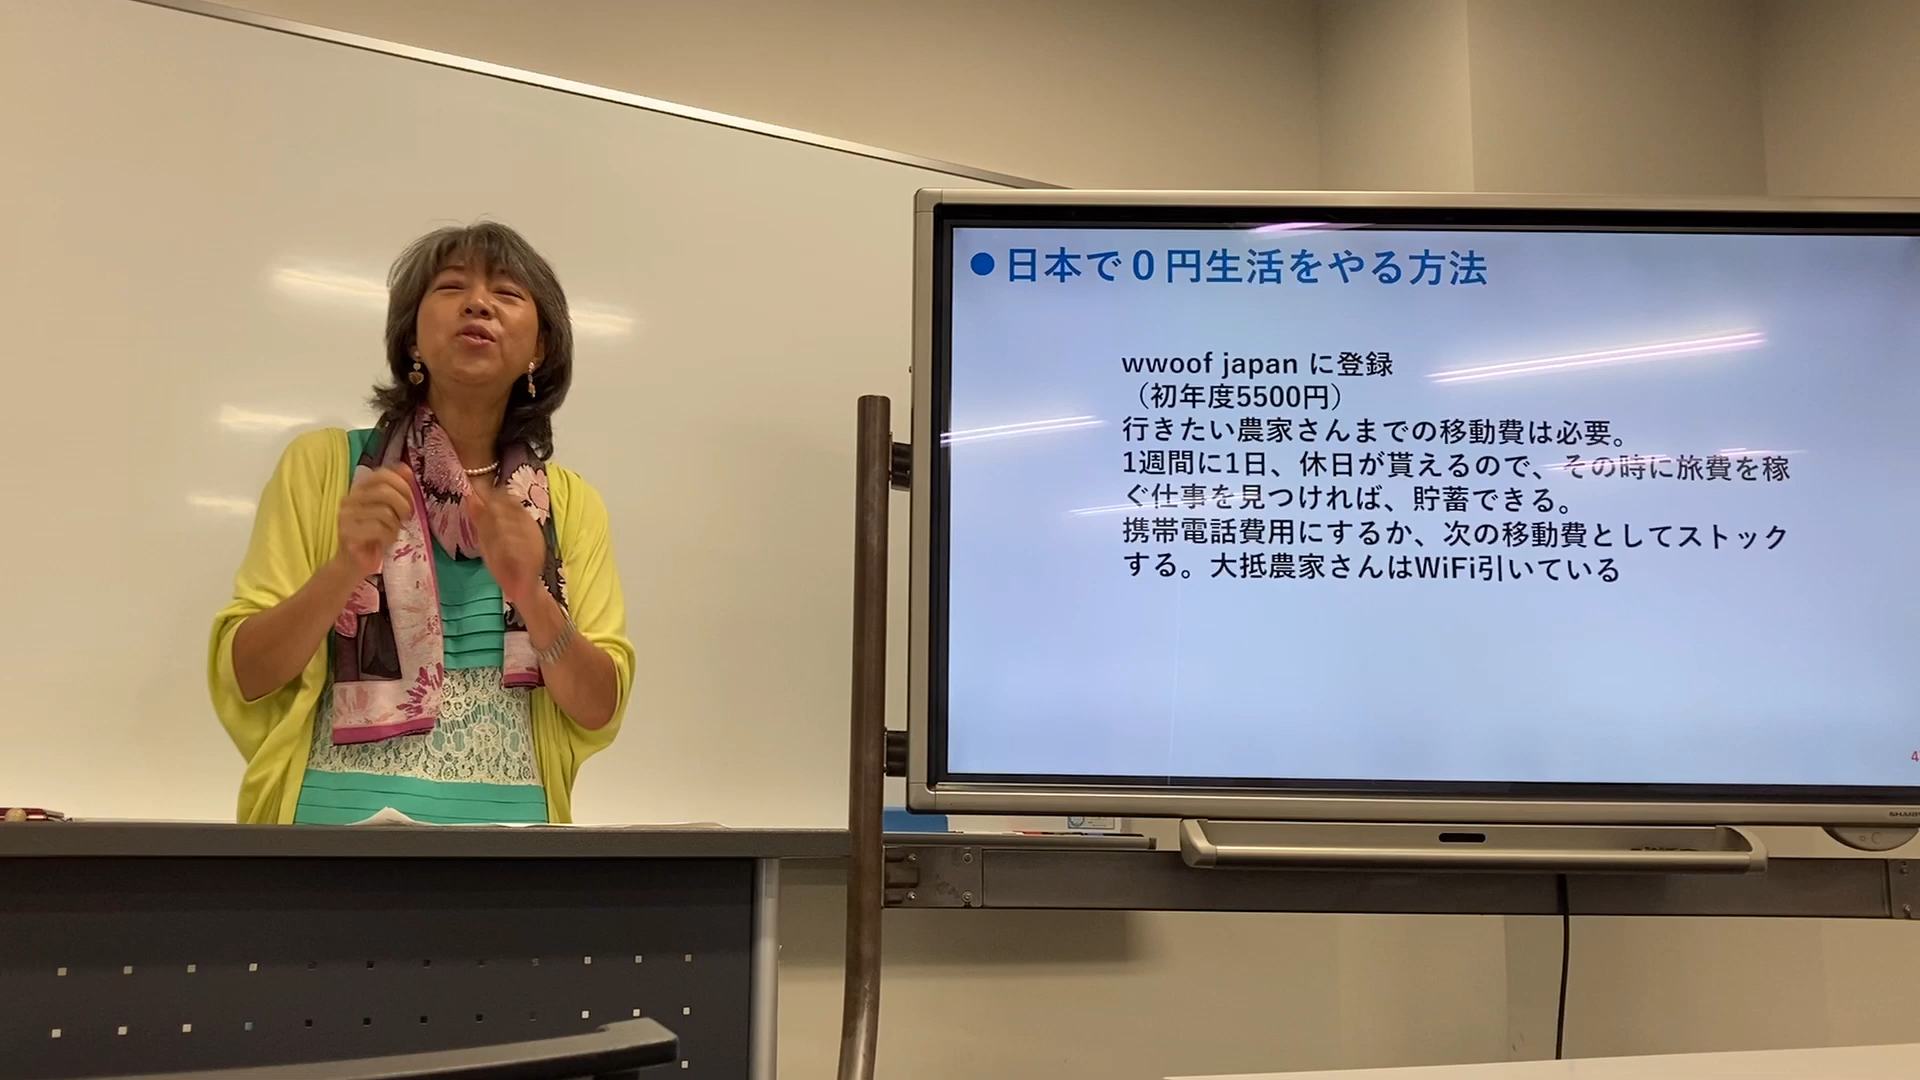 ●日本で0円生活をやる方法
wwoof japan に登録
（初年度5500円）
行きたい農家さんまでの移動費は必要。
1週間に1日、休日が貰えるので、その時に旅費を稼
ぐ仕事を見つければ、貯蓄できる。
携帯電話費用にするか、次の移動費としてストック
する。大抵農家さんはWiFi引いている
4
SHARP